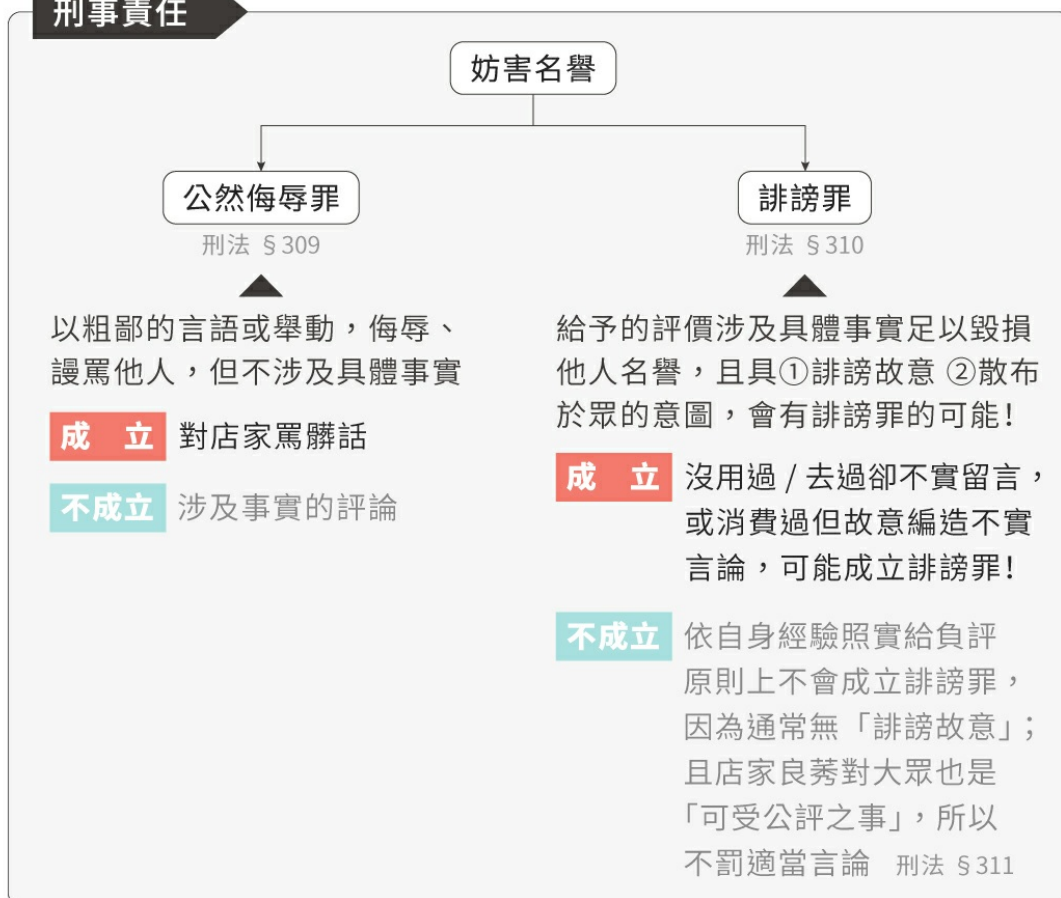 刑事責任
妨害名譽
公然侮辱罪
刑法 §309
以粗鄙的言語或舉動，侮辱、
謾罵他人，但不涉及具體事實
成 立 對店家罵髒話
不成立 涉及事實的評論
誹謗罪
刑法 §310
給予的評價涉及具體事實足以毀損
他人名譽，且具①誹謗故意 ②散布
於眾的意圖，會有誹謗罪的可能！
成 立 沒用過 / 去過卻不實留言，
或消費過但故意編造不實
言論，可能成立誹謗罪！
不成立 依自身經驗照實給負評
原則上不會成立誹謗罪，
因為通常無「誹謗故意」；
且店家良莠對大眾也是
「可受公評之事」，所以
不罰適當言論 刑法 §311